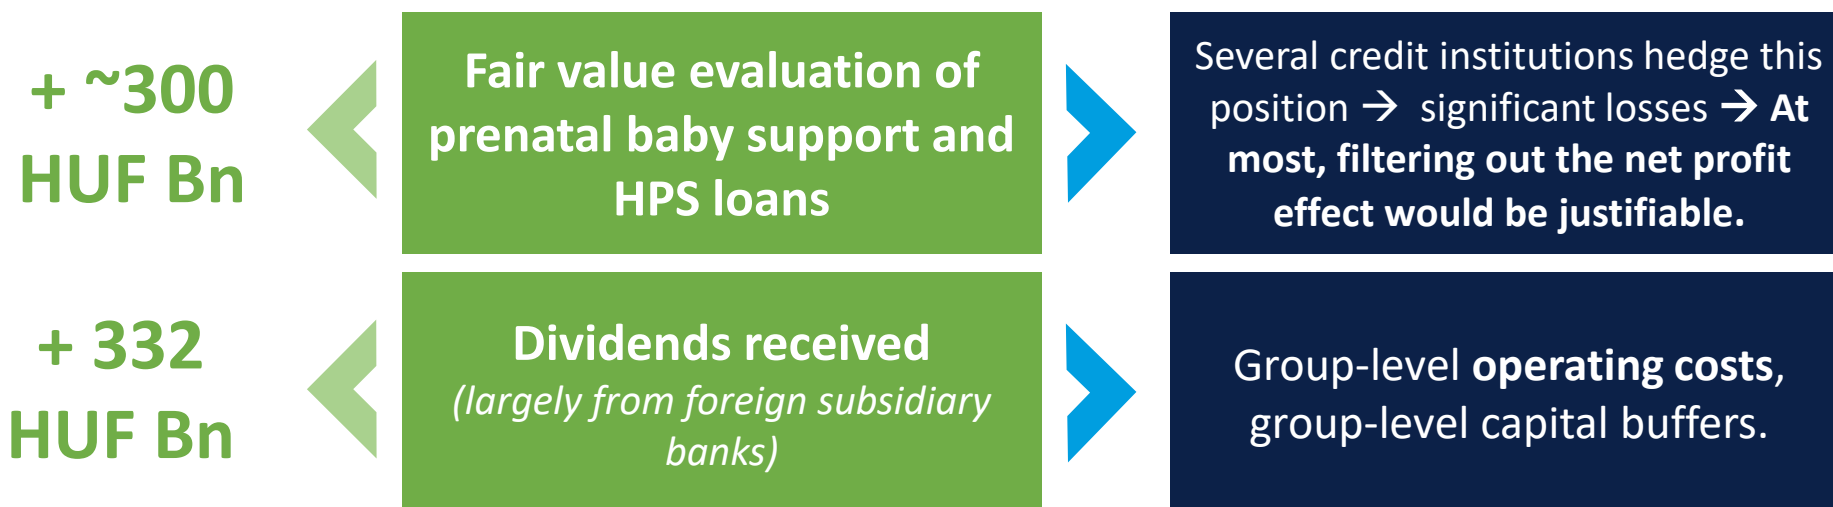 + ~300
HUF Bn
Fair value evaluation of
prenatal baby support and
HPS loans
Several credit institutions hedge this
position → significant losses → At
most, filtering out the net profit
effect would be justifiable.
+ 332
HUF Bn
Dividends received
(largely from foreign subsidiary
banks)
Group-level operating costs,
group-level capital buffers.